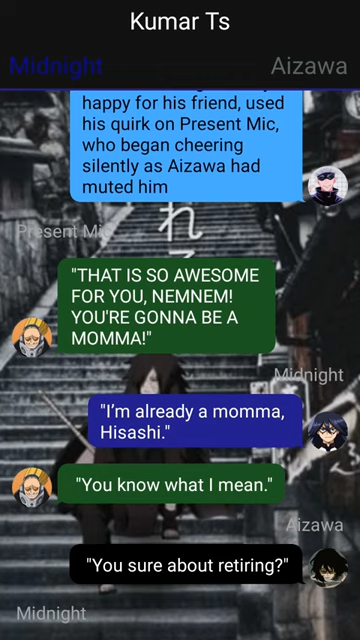 Kumar Ts
Midnight
Aizawa
happy for his friend, used
his quirk on Present Mic,
who began cheering
silently as Aizawa had
muted him
Present Mic
"THAT IS SO AWESOME
FOR YOU, NEMNEM!
YOU'RE GONNA BE A
MOMMA!"
Midnight
"I'm already a momma,
Hisashi."
"You know what I mean."
Aizawa
"You sure about retiring?"
Midnight